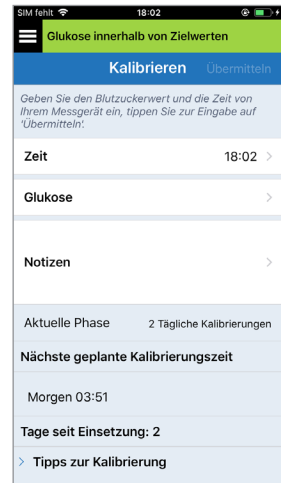 SIM fehlt 18:02
Glukose innerhalb von Zielwerten
Kalibrieren Übermitteln
Geben Sie den Blutzuckerwert und die Zeit von
Ihrem Messgerät ein, tippen Sie zur Eingabe auf
'Übermitteln'.
Zeit 18:02
Glukose
Notizen
Aktuelle Phase 2 Tägliche Kalibrierungen
Nächste geplante Kalibrierungszeit
Morgen 03:51
Tage seit Einsetzung: 2
Tipps zur Kalibrierung